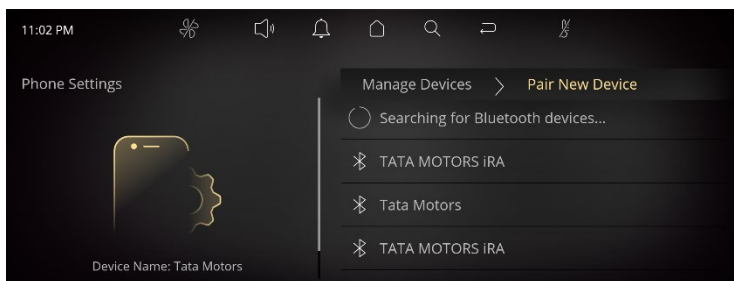 11:02 PM
Phone Settings
Manage Devices > Pair New Device
Searching for Bluetooth devices...
TATA MOTORS iRA
Tata Motors
TATA MOTORS iRA
Device Name: Tata Motors